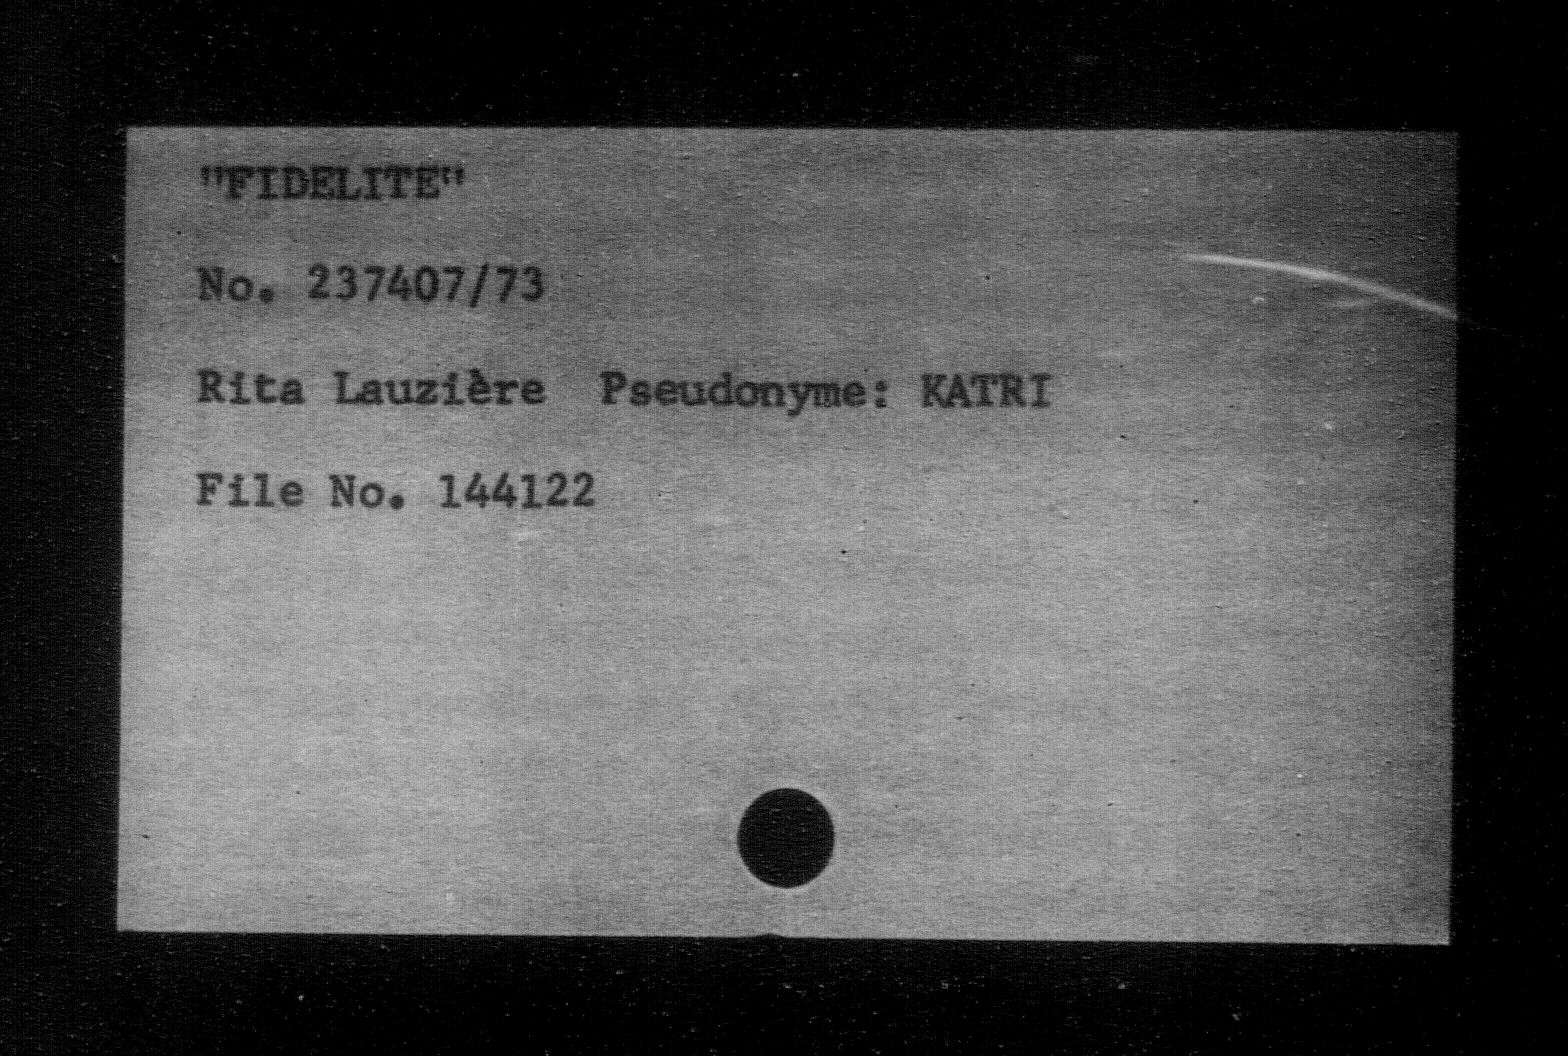 "FIDELITE"
No. 237407/73
Rita Lauzière Pseudonyme: KATRI
File No. 144122